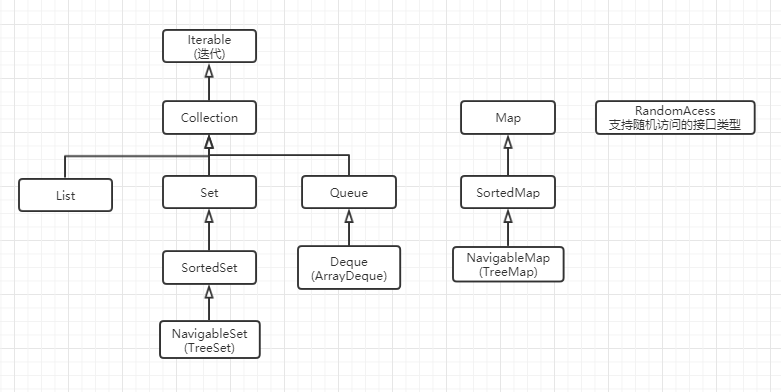 Iterable
(迭代)
Collection
Map
RandomAcess
支持随机访问的接口类型
List
Set
Queue
SortedMap
SortedSet
Deque
(ArrayDeque)
NavigableMap
(TreeMap)
NavigableSet
(TreeSet)